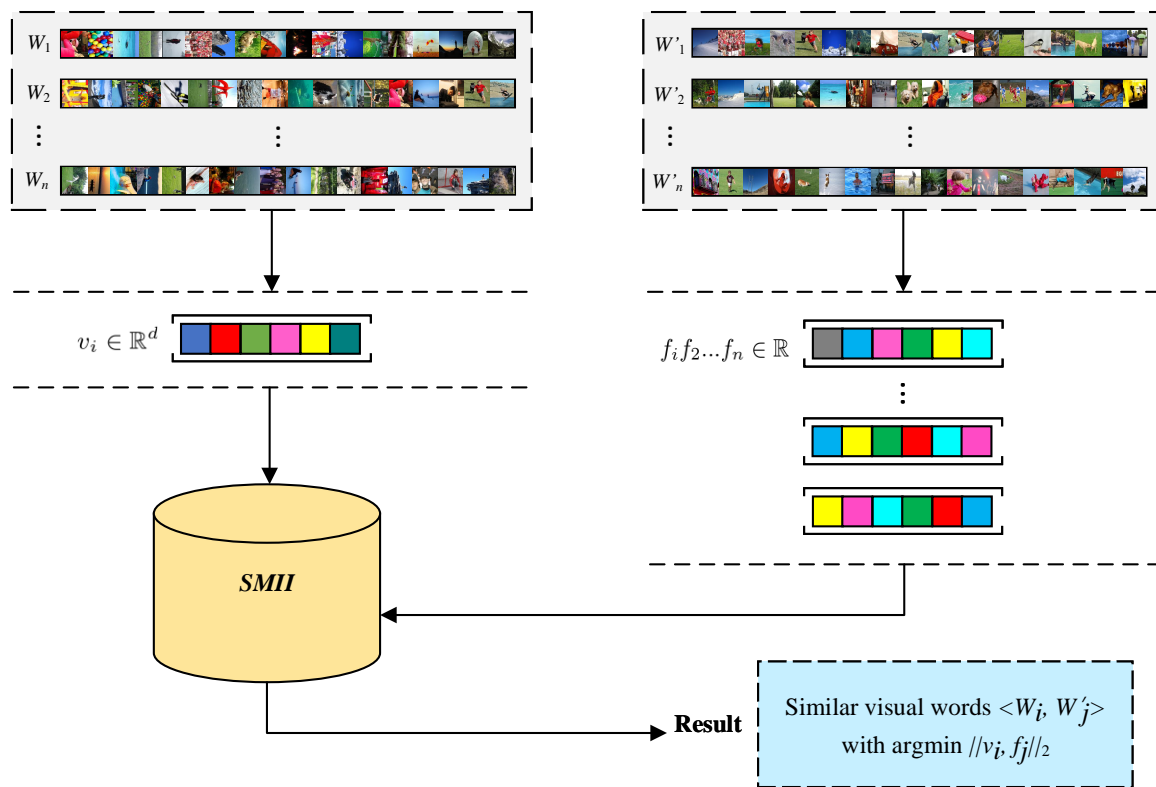 W₁
W₂
⋮
⋮
Wₙ
W'₁
W'₂
⋮
⋮
W'ₙ
vᵢ ∈ ℝᵈ
fᵢf₂...fₙ ∈ ℝ
⋮
SMII
Result
Similar visual words <Wᵢ, W′ⱼ>
with argmin //vᵢ, fⱼ//₂